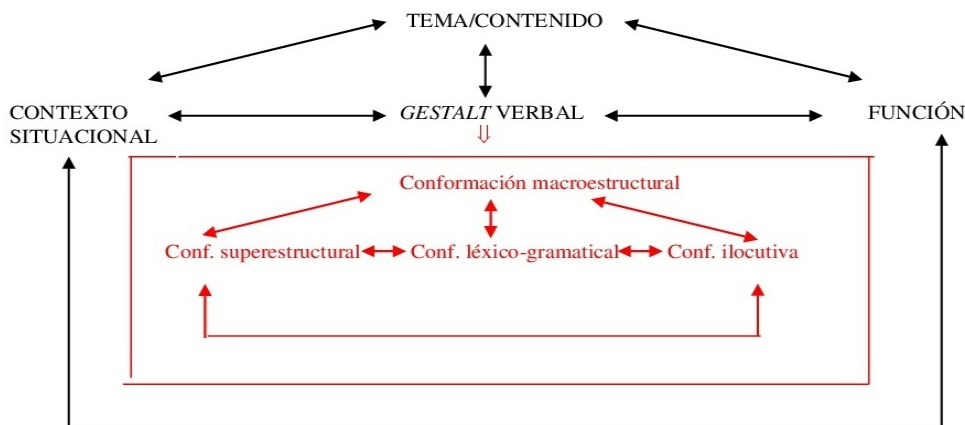 TEMA/CONTENIDO
CONTEXTO
SITUACIONAL
GESTALT VERBAL
FUNCIÓN
Conformación macroestructural
Conf. superestructural
Conf. léxico-gramatical
Conf. ilocutiva